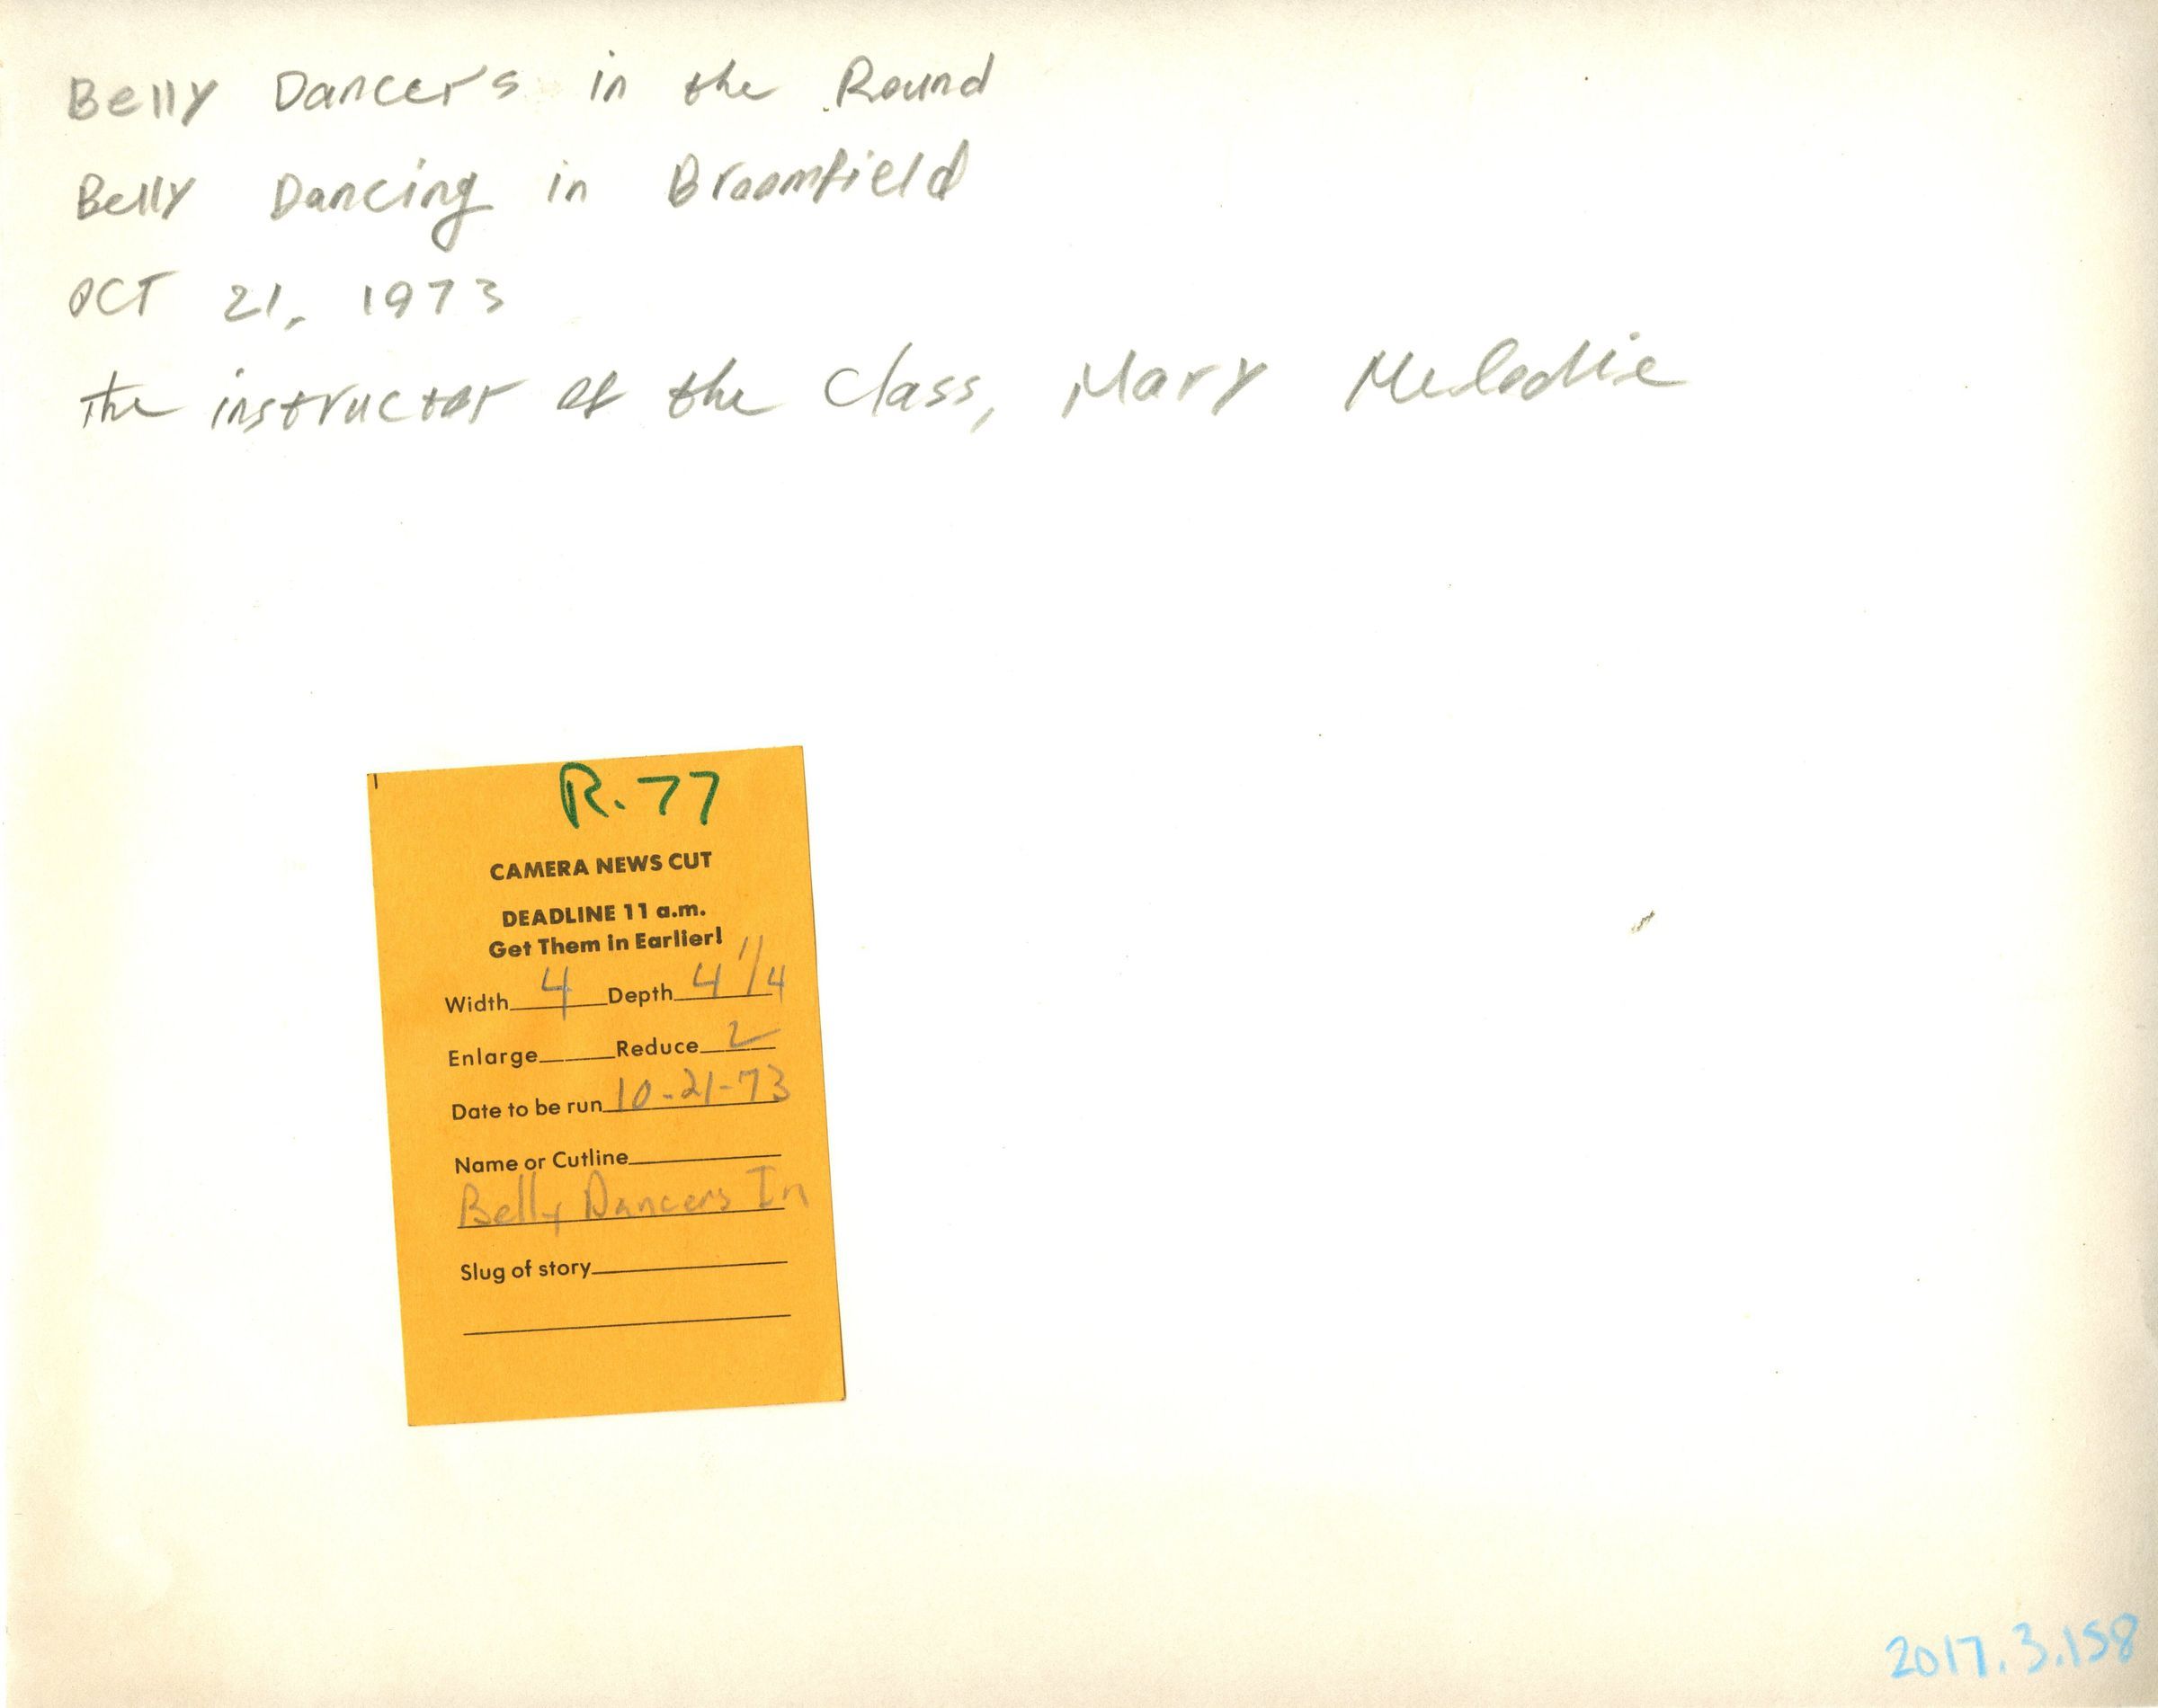 Belly Dancers in the Round
Belly Dancing in Broomfield
OCT 21, 1973
The instructor of the Class, Mary Melodie
R. 77
CAMERA NEWS CUT
DEADLINE 11 a.m.
Get Them in Earlier!
Width 4 Depth 4 1/4
Enlarge Reduce
Date to be run 10-21-73
Name or Cutline
Belly Dancers In
Slug of story
2017.3.158